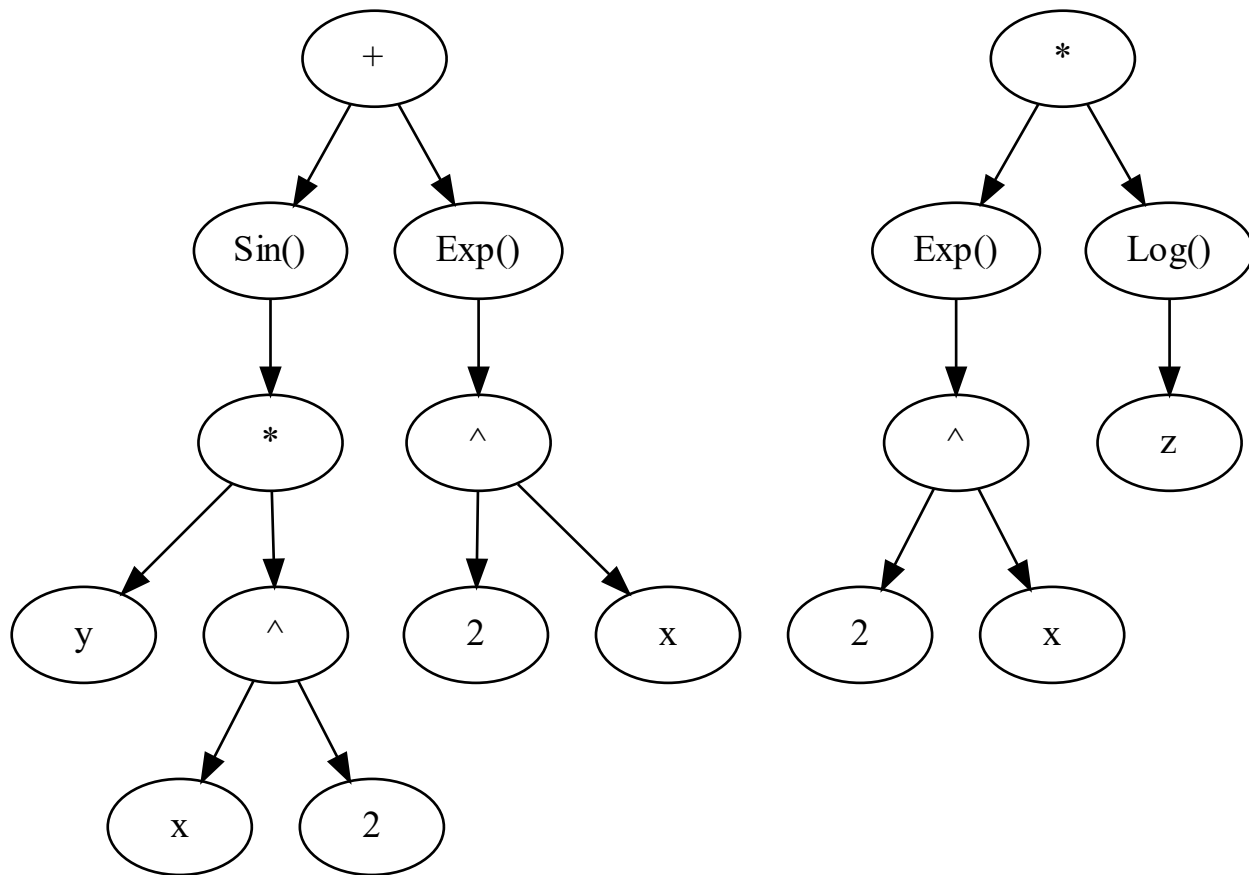 +
*
Sin()
Exp()
Exp()
Log()
*
^
^
z
y
^
2
x
2
x
x
2